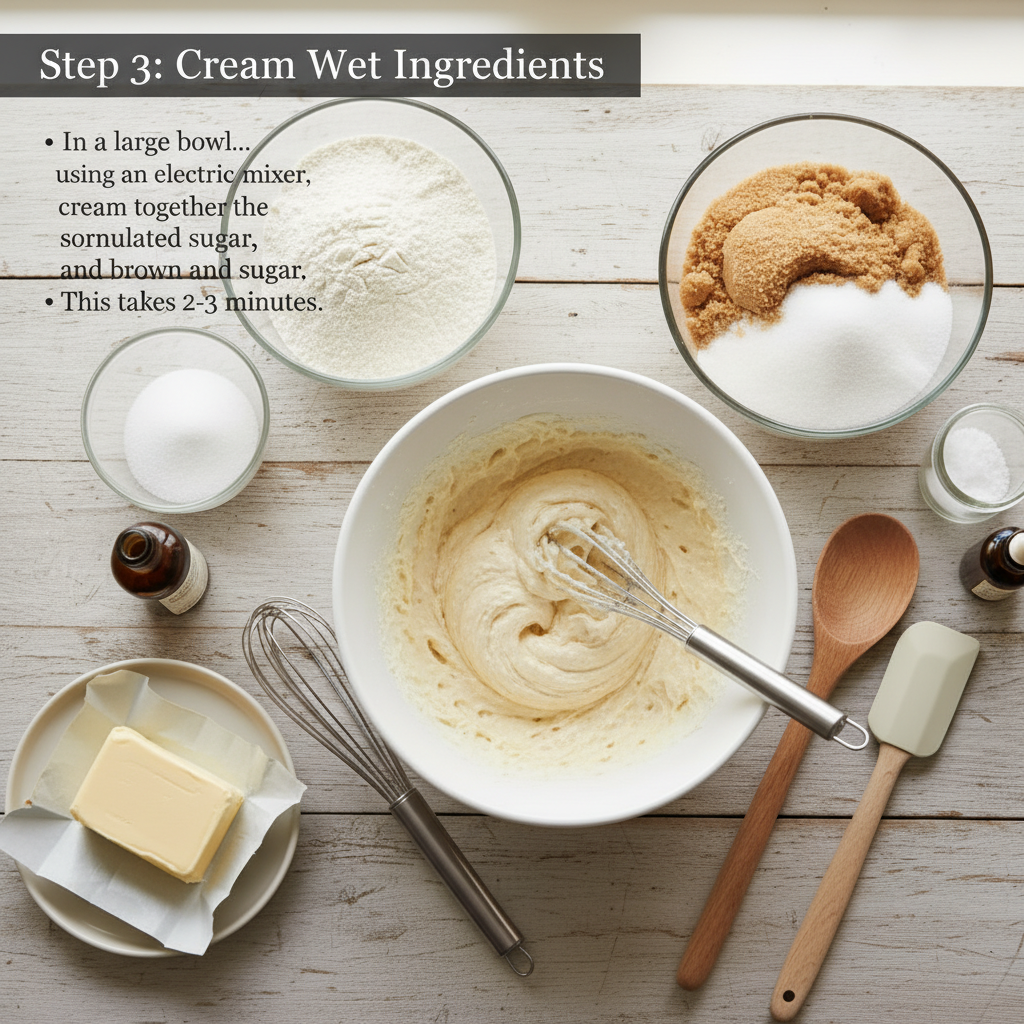 Step 3: Cream Wet Ingredients
• In a large bowl...
using an electric mixer,
cream together the
sornulated sugar,
and brown and sugar,
• This takes 2-3 minutes.